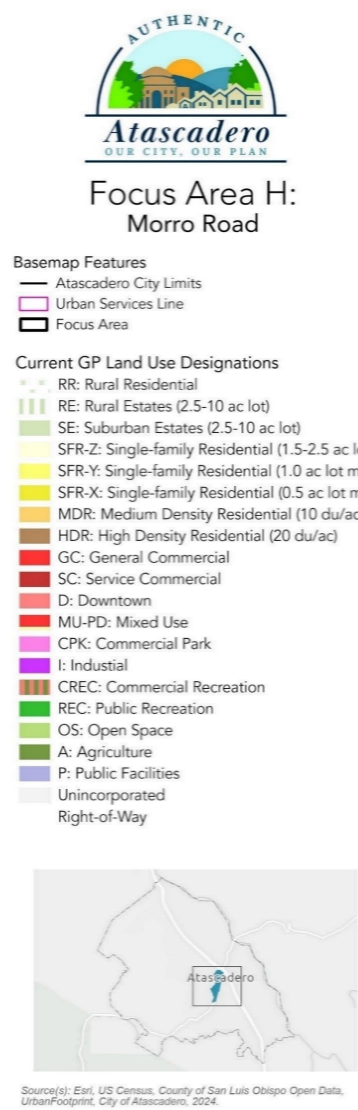 AUTHENTIC
Atascadero
OUR CITY, OUR PLAN
Focus Area H:
Morro Road
Basemap Features
Atascadero City Limits
Urban Services Line
Focus Area
Current GP Land Use Designations
RR: Rural Residential
RE: Rural Estates (2.5-10 ac lot)
SE: Suburban Estates (2.5-10 ac lot)
SFR-Z: Single-family Residential (1.5-2.5 ac
SFR-Y: Single-family Residential (1.0 ac lot
SFR-X: Single-family Residential (0.5 ac lot
MDR: Medium Density Residential (10 du/ac
HDR: High Density Residential (20 du/ac)
GC: General Commercial
SC: Service Commercial
D: Downtown
MU-PD: Mixed Use
CPK: Commercial Park
I: Industial
CREC: Commercial Recreation
REC: Public Recreation
OS: Open Space
A: Agriculture
P: Public Facilities
Unincorporated
Right-of-Way
Atascadero
Source(s): Esri, US Census, County of San Luis Obispo Open Data,
UrbanFootprint, City of Atascadero, 2024.